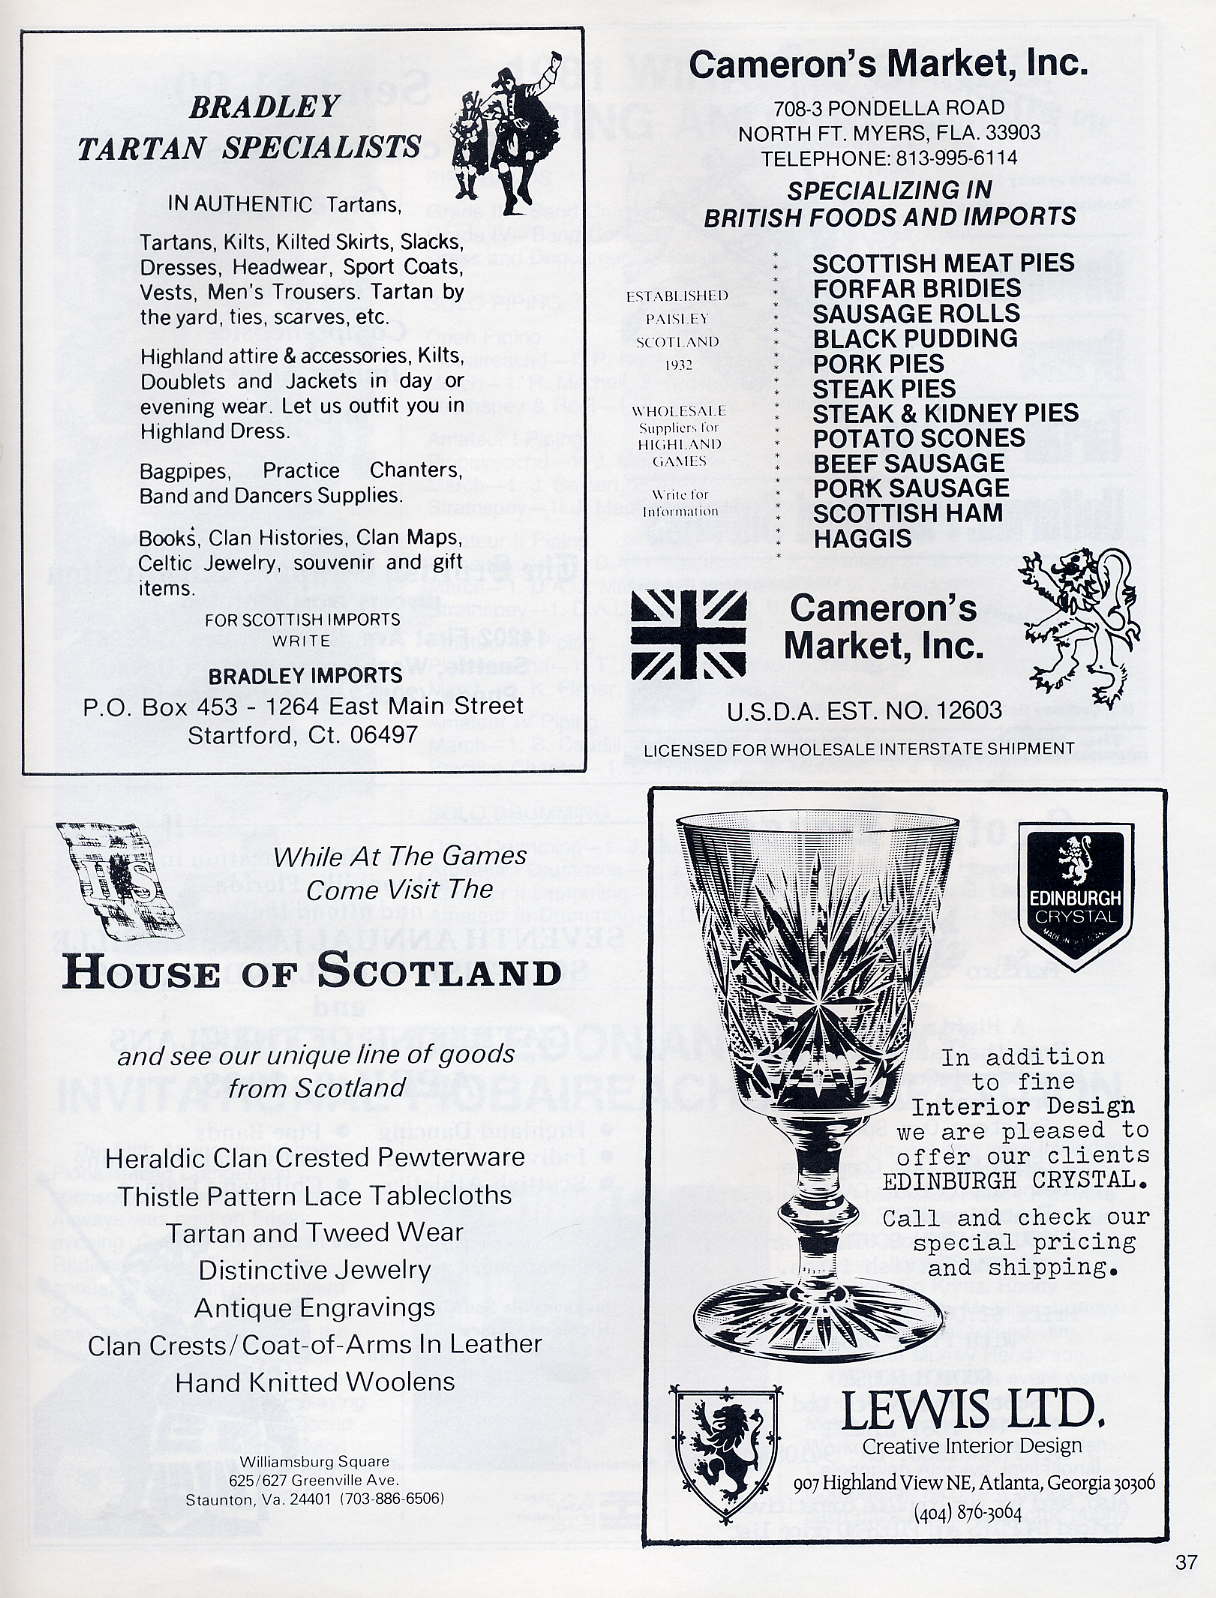 BRADLEY
TARTAN SPECIALISTS
IN AUTHENTIC Tartans,
Tartans, Kilts, Kilted Skirts, Slacks,
Dresses, Headwear, Sport Coats,
Vests, Men's Trousers. Tartan by
the yard, ties, scarves, etc.
Highland attire & accessories, Kilts,
Doublets and Jackets in day or
evening wear. Let us outfit you in
Highland Dress.
Bagpipes, Practice Chanters,
Band and Dancers Supplies.
Books, Clan Histories, Clan Maps,
Celtic Jewelry, souvenir and gift
items.
FOR SCOTTISH IMPORTS
WRITE
BRADLEY IMPORTS
P.O. Box 453 - 1264 East Main Street
Startford, Ct. 06497
Cameron's Market, Inc.
708-3 PONDELLA ROAD
NORTH FT. MYERS, FLA. 33903
TELEPHONE: 813-995-6114
SPECIALIZING IN
BRITISH FOODS AND IMPORTS
ESTABLISHED
PAISLEY
SCOTLAND
1932
WHOLESALE
Suppliers for
HIGHLAND
GAMES
Write for
Information
SCOTTISH MEAT PIES
FORFAR BRIDIES
SAUSAGE ROLLS
BLACK PUDDING
PORK PIES
STEAK PIES
STEAK & KIDNEY PIES
POTATO SCONES
BEEF SAUSAGE
PORK SAUSAGE
SCOTTISH HAM
HAGGIS
Cameron's
Market, Inc.
U.S.D.A. EST. NO. 12603
LICENSED FOR WHOLESALE INTERSTATE SHIPMENT
While At The Games
Come Visit The
HOUSE OF SCOTLAND
and see our unique line of goods
from Scotland
Heraldic Clan Crested Pewterware
Thistle Pattern Lace Tablecloths
Tartan and Tweed Wear
Distinctive Jewelry
Antique Engravings
Clan Crests/Coat-of-Arms In Leather
Hand Knitted Woolens
Williamsburg Square
625/627 Greenville Ave.
Staunton, Va. 24401 (703-886-6506)
EDINBURGH
CRYSTAL
In addition
to fine
Interior Design
we are pleased to
offer our clients
EDINBURGH CRYSTAL.
Call and check our
special pricing
and shipping.
LEWIS LTD.
Creative Interior Design
907 Highland View NE, Atlanta, Georgia 30306
(404) 876-3064
37